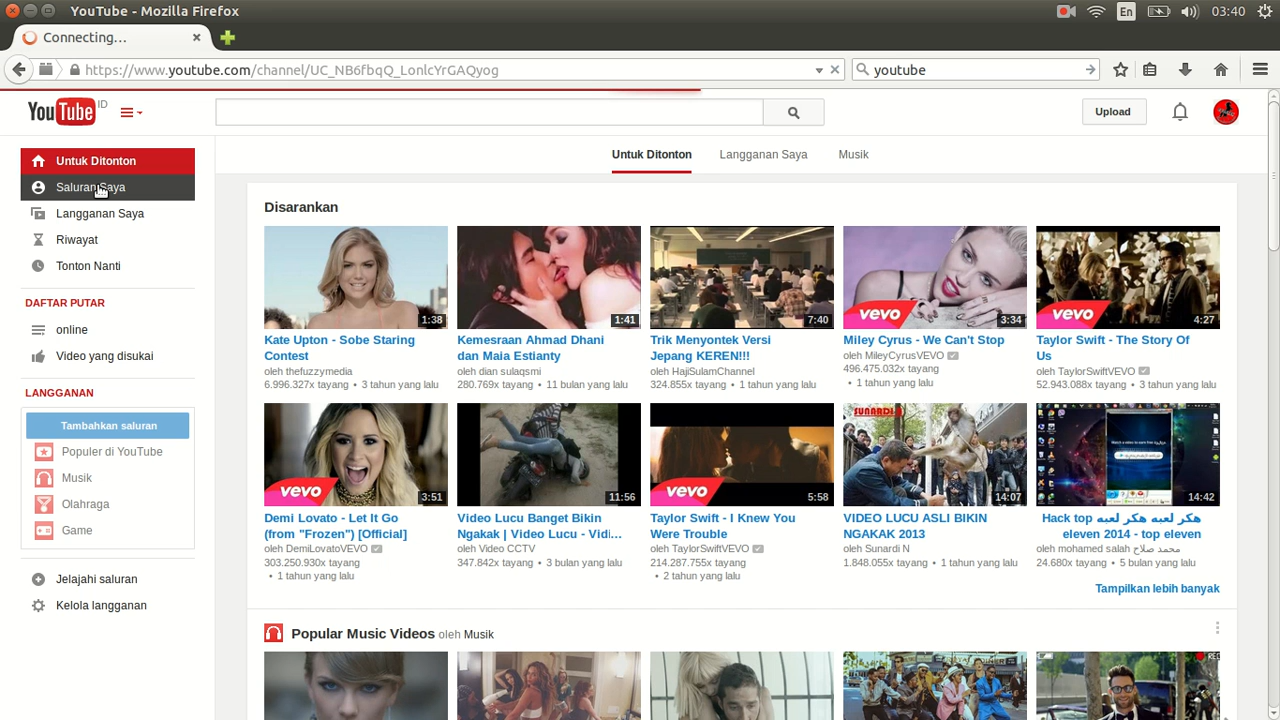 YouTube - Mozilla Firefox
En
03:40
Connecting…
https://www.youtube.com/channel/UC_NB6fbqQ_LonlcYrGAQyog
youtube
YouTube ID
Upload
Untuk Ditonton
Saluran Saya
Langganan Saya
Riwayat
Tonton Nanti
DAFTAR PUTAR
online
Video yang disukai
LANGGANAN
Tambahkan saluran
Populer di YouTube
Musik
Olahraga
Game
Jelajahi saluran
Kelola langganan
Untuk Ditonton
Langganan Saya
Musik
Disarankan
1:38
Kate Upton - Sobe Staring
Contest
oleh thefuzzymedia
6.996.327x tayang • 3 tahun yang lalu
1:41
Kemesraan Ahmad Dhani
dan Maia Estianty
oleh dian sulaqsmi
280.769x tayang • 11 bulan yang lalu
7:40
Trik Menyontek Versi
Jepang KEREN!!!
oleh HajiSulamChannel
324.855x tayang • 1 tahun yang lalu
vevo
3:34
Miley Cyrus - We Can't Stop
oleh MileyCyrusVEVO
496.475.032x tayang
• 1 tahun yang lalu
vevo
4:27
Taylor Swift - The Story Of
Us
oleh TaylorSwiftVEVO
52.943.088x tayang • 3 tahun yang lalu
vevo
3:51
Demi Lovato - Let It Go
(from "Frozen") [Official]
oleh DemiLovatoVEVO
303.250.930x tayang
• 1 tahun yang lalu
11:56
Video Lucu Banget Bikin
Ngakak | Video Lucu - Vid…
oleh Video CCTV
347.842x tayang • 3 bulan yang lalu
vevo
5:58
Taylor Swift - I Knew You
Were Trouble
oleh TaylorSwiftVEVO
214.287.755x tayang
• 2 tahun yang lalu
SUNARDI N
14:07
VIDEO LUCU ASLI BIKIN
NGAKAK 2013
oleh Sunardi N
1.848.055x tayang • 1 tahun yang lalu
14:42
هكر لعبه هكر لعبه Hack top
eleven 2014 - top eleven
oleh mohamed salah محمد صلاح
24.680x tayang • 5 bulan yang lalu
Tampilkan lebih banyak
Popular Music Videos oleh Musik
REC